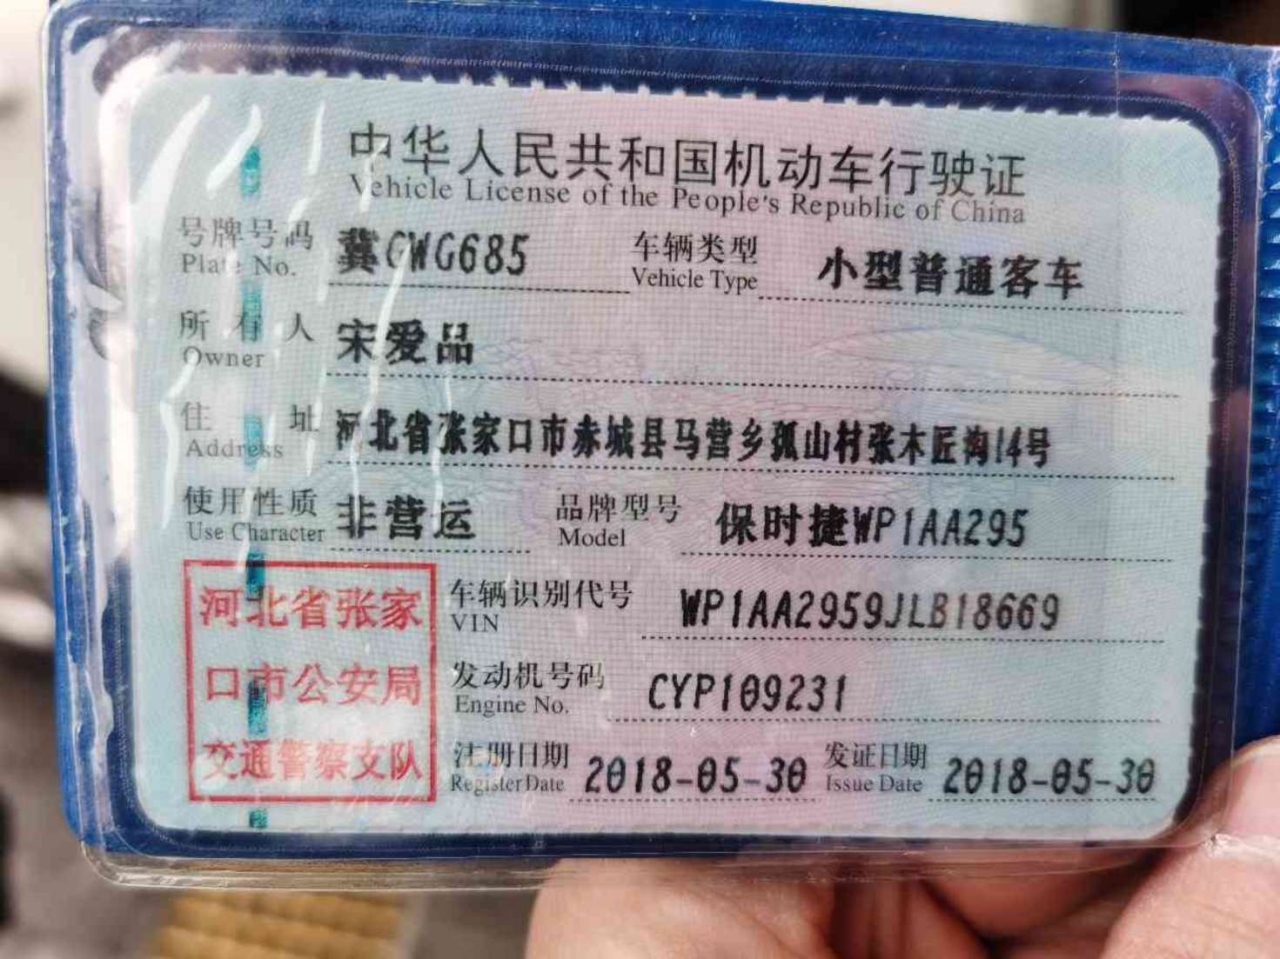 中华人民共和国机动车行驶证
Vehicle License of the People's Republic of China
号牌号码 冀GWG685 车辆类型 小型普通客车
Plate No. Vehicle Type
所有人 宋爱品
Owner
住址 河北省张家口市赤城县马营乡孤山村张木匠沟14号
Address
使用性质 非营运 品牌型号 保时捷WP1AA295
Use Character Model
河北省张家
口市公安局
交通警察支队
车辆识别代号 WP1AA2959JLB18669
VIN
发动机号码 CYP109231
Engine No.
注册日期 2018-05-30 发证日期 2018-05-30
Register Date Issue Date